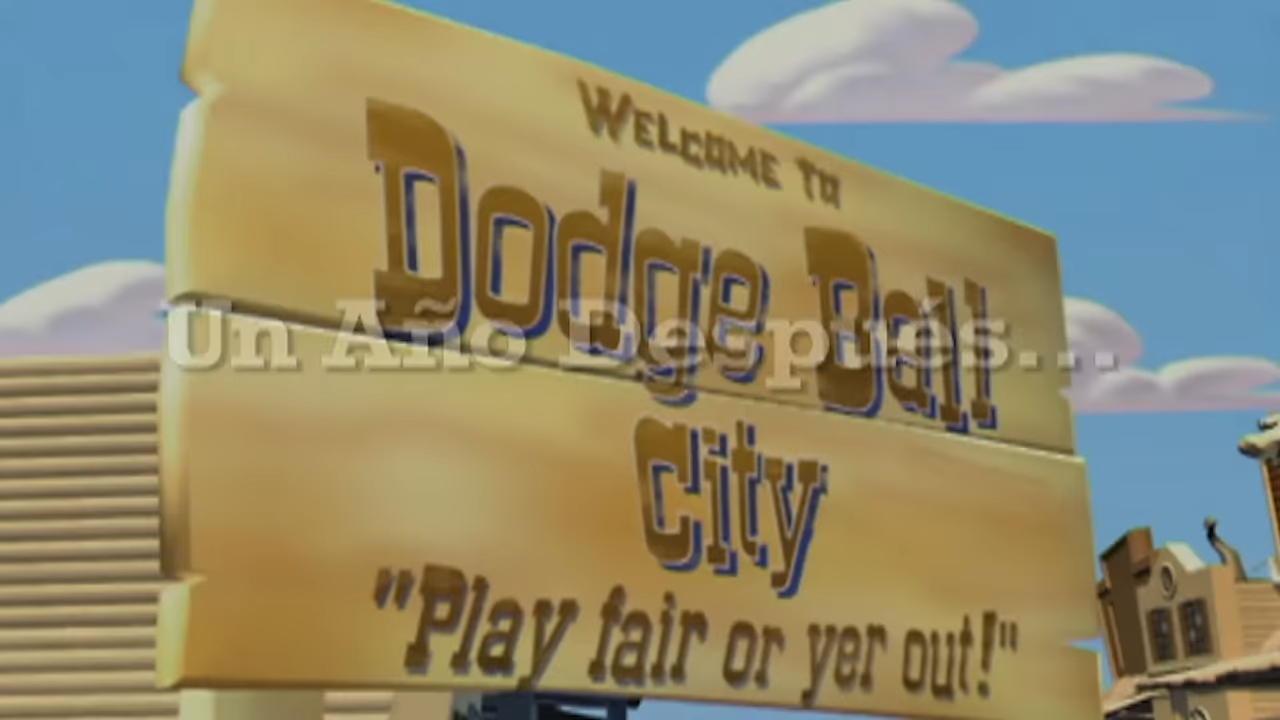 Welcome to
Dodge Ball
Un Año Después...
City
"Play fair or yer out!"